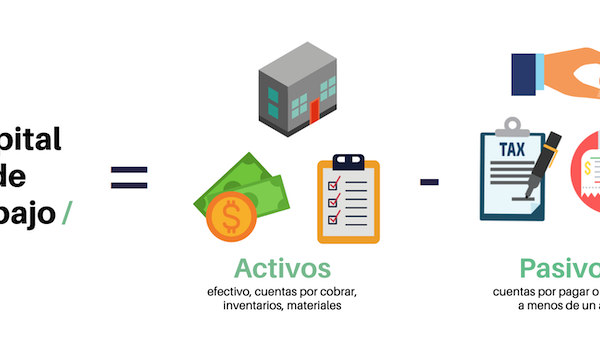 pital
de
bajo /
=
-
TAX
$
Activos
efectivo, cuentas por cobrar,
inventarios, materiales
Pasivo
cuentas por pagar o
a menos de un a